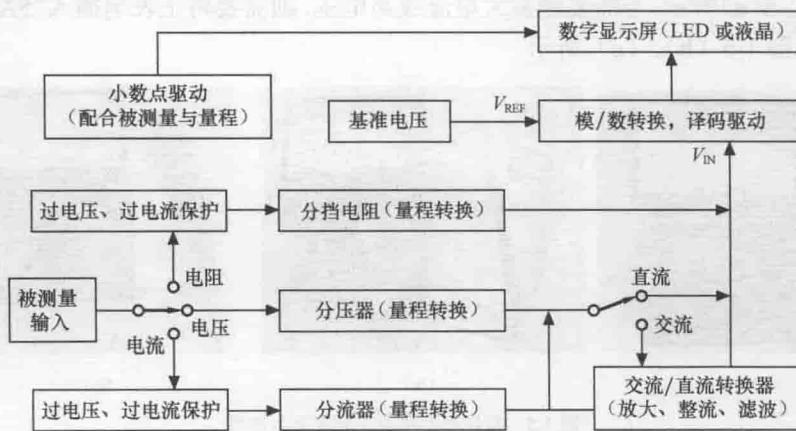 数字显示屏(LED 或液晶)
小数点驱动
(配合被测量与量程)
基准电压
V_REF
模/数转换,译码驱动
V_IN
过电压、过电流保护
分挡电阻(量程转换)
电阻
直流
被测量
输入
电压
分压器(量程转换)
电流
交流
过电压、过电流保护
分流器(量程转换)
交流/直流转换器
(放大、整流、滤波)